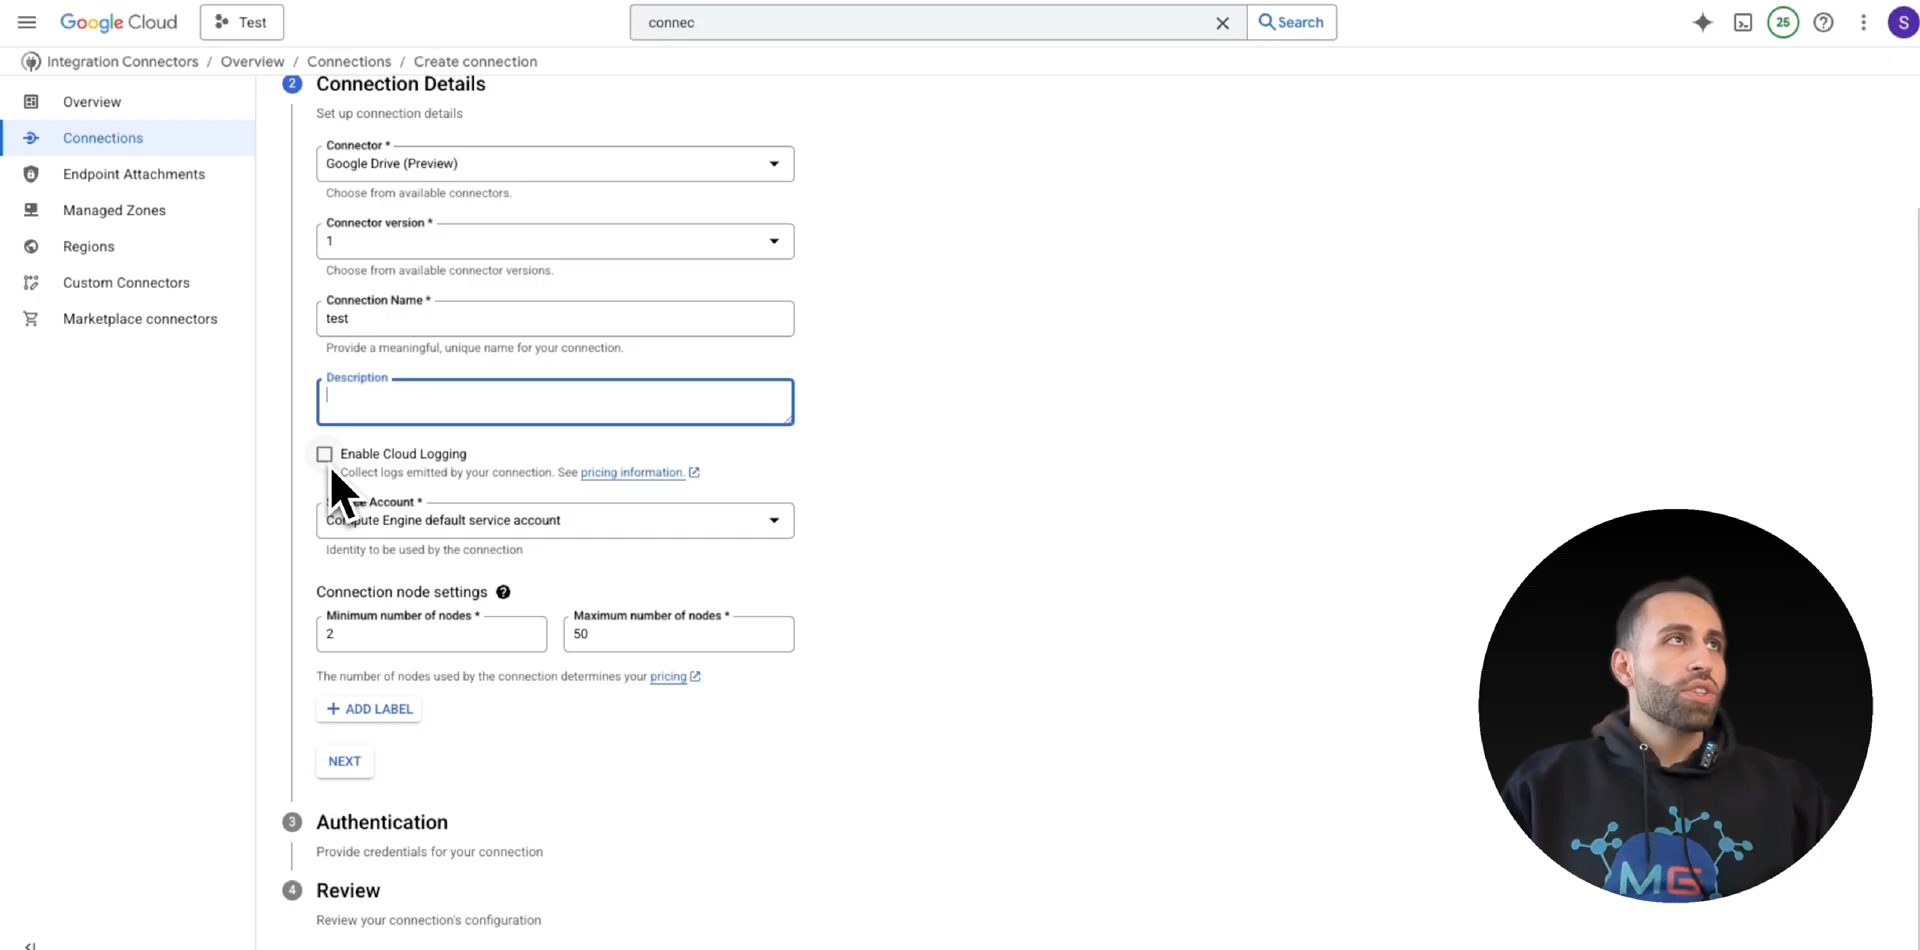 Google Cloud
Test
connec
Search
25
S
Integration Connectors / Overview / Connections / Create connection
Overview
Connections
Endpoint Attachments
Managed Zones
Regions
Custom Connectors
Marketplace connectors
2 Connection Details
Set up connection details
Connector *
Google Drive (Preview)
Choose from available connectors.
Connector version *
1
Choose from available connector versions.
Connection Name *
test
Provide a meaningful, unique name for your connection.
Description
Enable Cloud Logging
Collect logs emitted by your connection. See pricing information.
Account *
Compute Engine default service account
Identity to be used by the connection
Connection node settings ?
Minimum number of nodes *
2
Maximum number of nodes *
50
The number of nodes used by the connection determines your pricing
+ ADD LABEL
NEXT
3 Authentication
Provide credentials for your connection
4 Review
Review your connection's configuration
MG